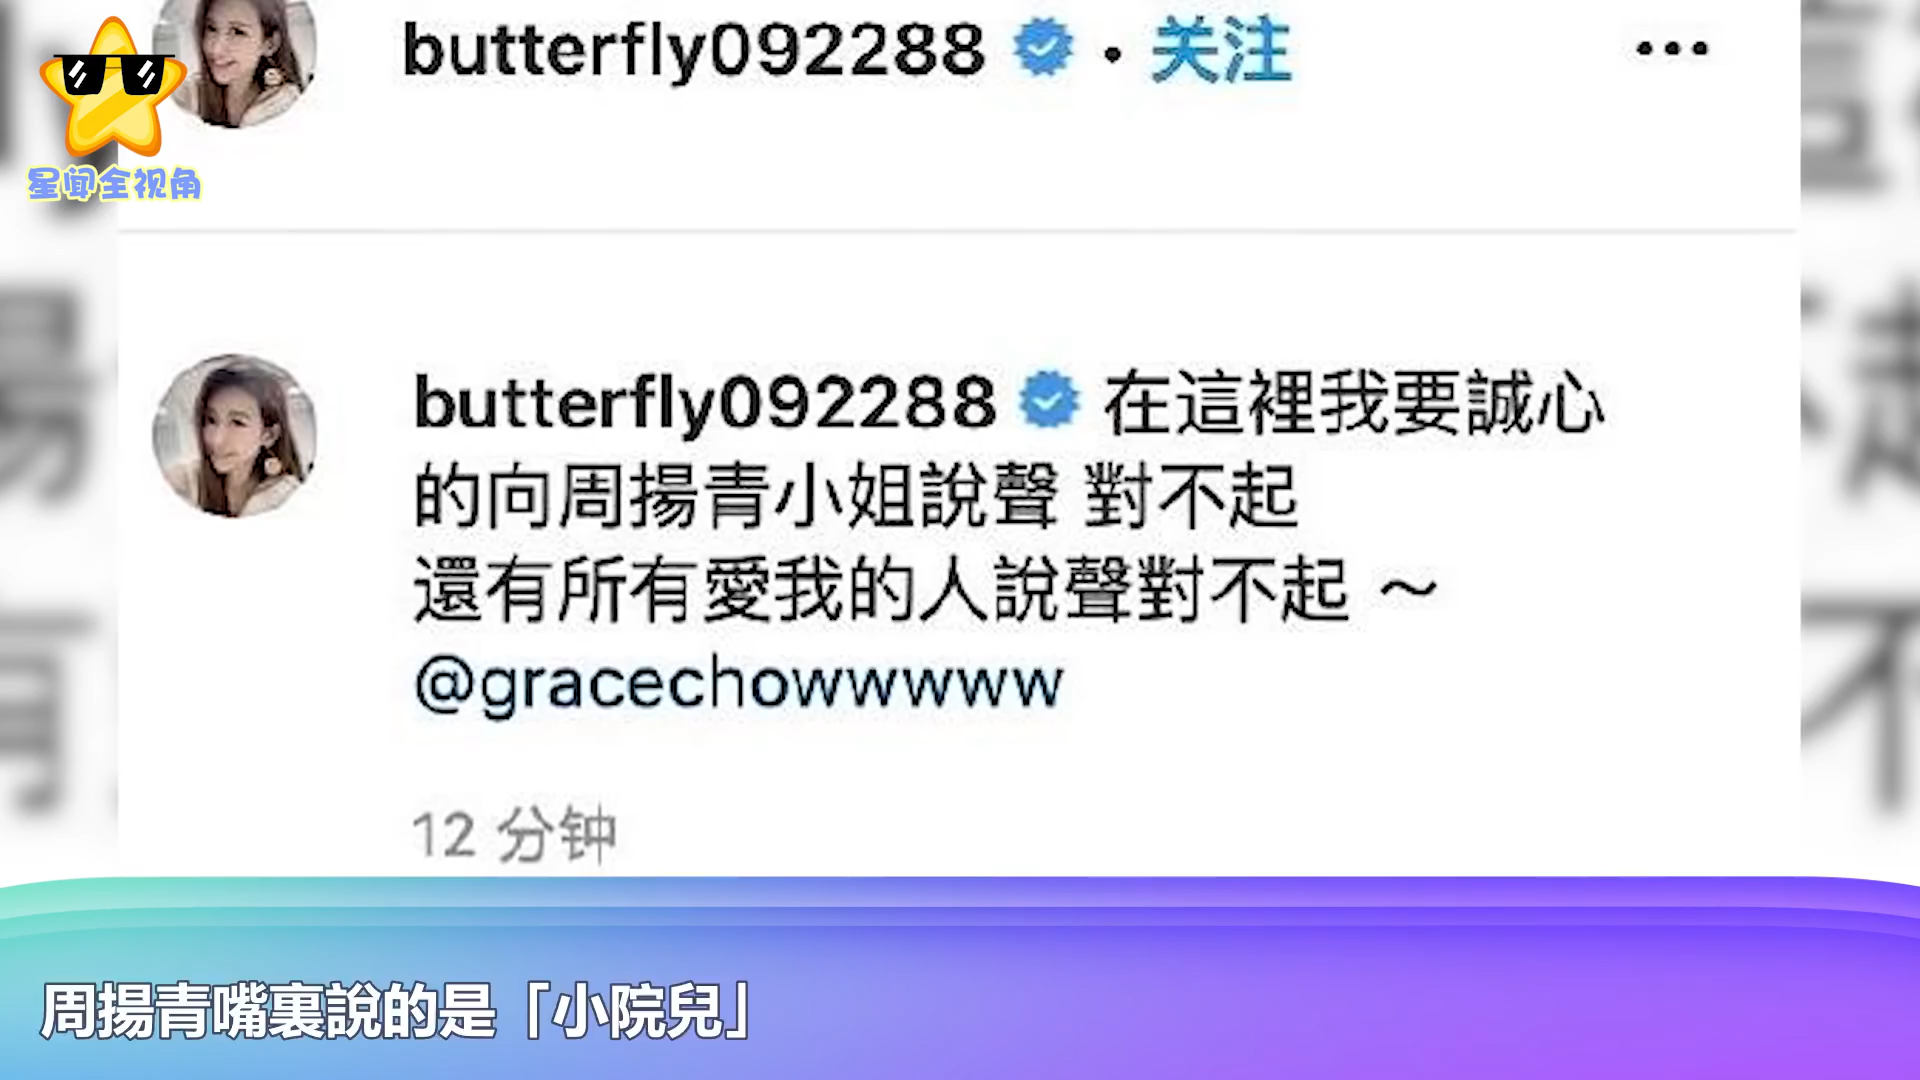 butterfly092288 · 关注
星闻全视角
butterfly092288 在這裡我要誠心
的向周揚青小姐說聲 對不起
還有所有愛我的人說聲對不起 ～
@gracechowwwww
12 分钟
周揚青嘴裏說的是「小院兒」